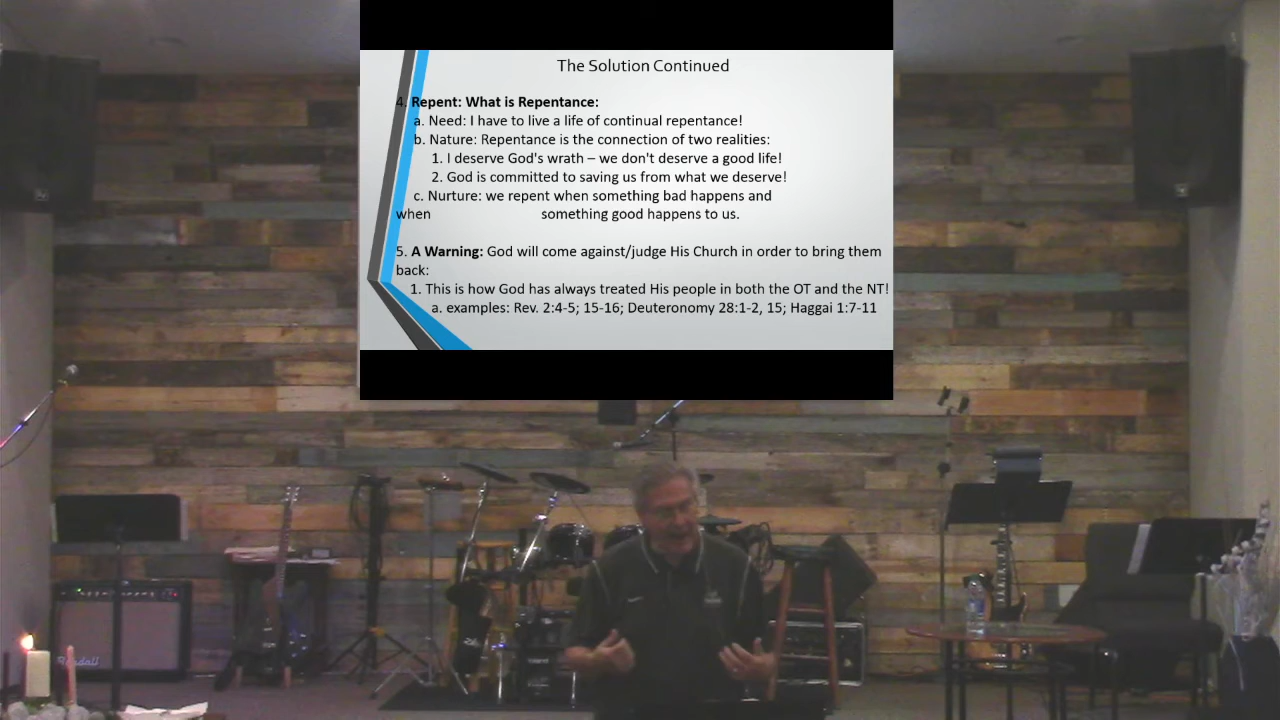 The Solution Continued
4. Repent: What is Repentance:
a. Need: I have to live a life of continual repentance!
b. Nature: Repentance is the connection of two realities:
1. I deserve God's wrath – we don't deserve a good life!
2. God is committed to saving us from what we deserve!
c. Nurture: we repent when something bad happens and
when something good happens to us.
5. A Warning: God will come against/judge His Church in order to bring them
back:
1. This is how God has always treated His people in both the OT and the NT!
a. examples: Rev. 2:4-5; 15-16; Deuteronomy 28:1-2, 15; Haggai 1:7-11
Randall